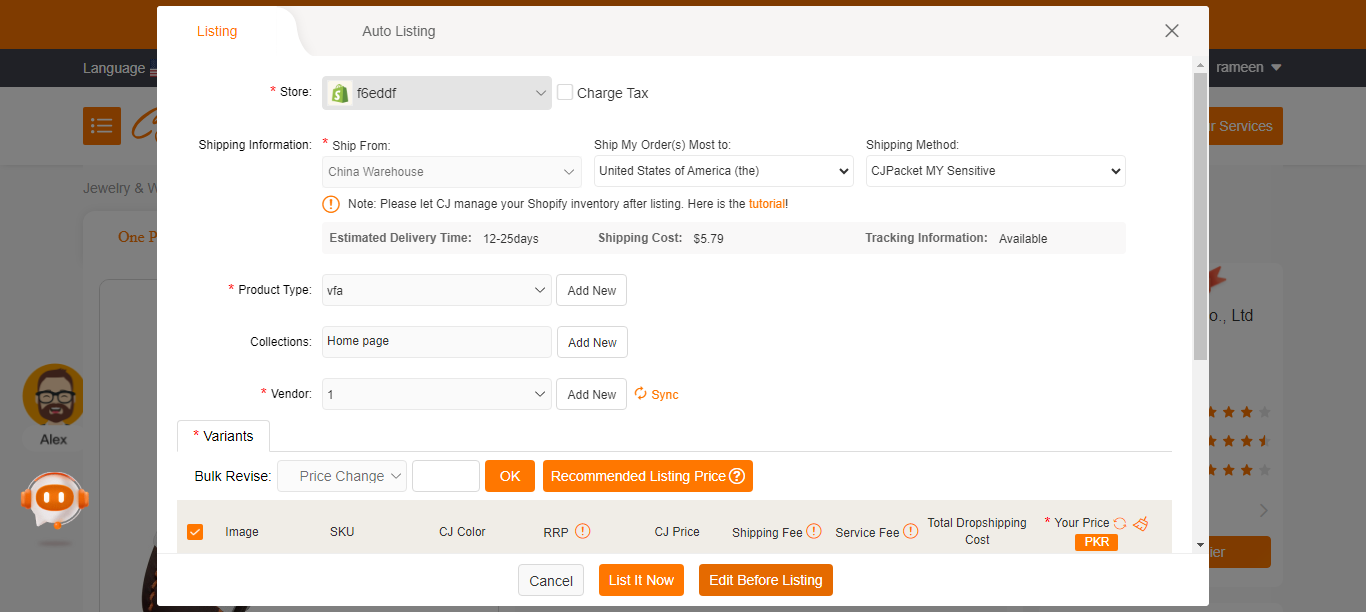 Listing
Auto Listing
Language
rameen
* Store:
f6eddf
Charge Tax
Shipping Information:
* Ship From:
Ship My Order(s) Most to:
Shipping Method:
China Warehouse
United States of America (the)
CJPacket MY Sensitive
Services
Note: Please let CJ manage your Shopify inventory after listing. Here is the tutorial!
Jewelry & W
One P
Estimated Delivery Time: 12-25days
Shipping Cost: $5.79
Tracking Information: Available
* Product Type:
vfa
Add New
o., Ltd
Collections:
Home page
Add New
* Vendor:
1
Add New
Sync
Alex
* Variants
Bulk Revise:
Price Change
OK
Recommended Listing Price
Image
SKU
CJ Color
RRP
CJ Price
Shipping Fee
Service Fee
Total Dropshipping
Cost
* Your Price
PKR
Cancel
List It Now
Edit Before Listing